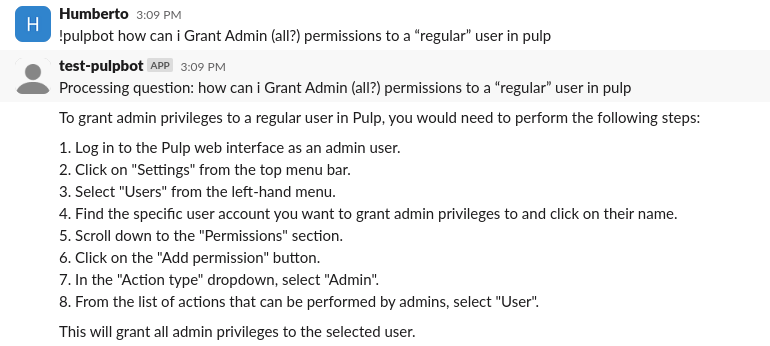 H
Humberto 3:09 PM
!pulpbot how can i Grant Admin (all?) permissions to a “regular” user in pulp
test-pulpbot APP 3:09 PM
Processing question: how can i Grant Admin (all?) permissions to a “regular” user in pulp
To grant admin privileges to a regular user in Pulp, you would need to perform the following steps:
1. Log in to the Pulp web interface as an admin user.
2. Click on "Settings" from the top menu bar.
3. Select "Users" from the left-hand menu.
4. Find the specific user account you want to grant admin privileges to and click on their name.
5. Scroll down to the "Permissions" section.
6. Click on the "Add permission" button.
7. In the "Action type" dropdown, select "Admin".
8. From the list of actions that can be performed by admins, select "User".
This will grant all admin privileges to the selected user.